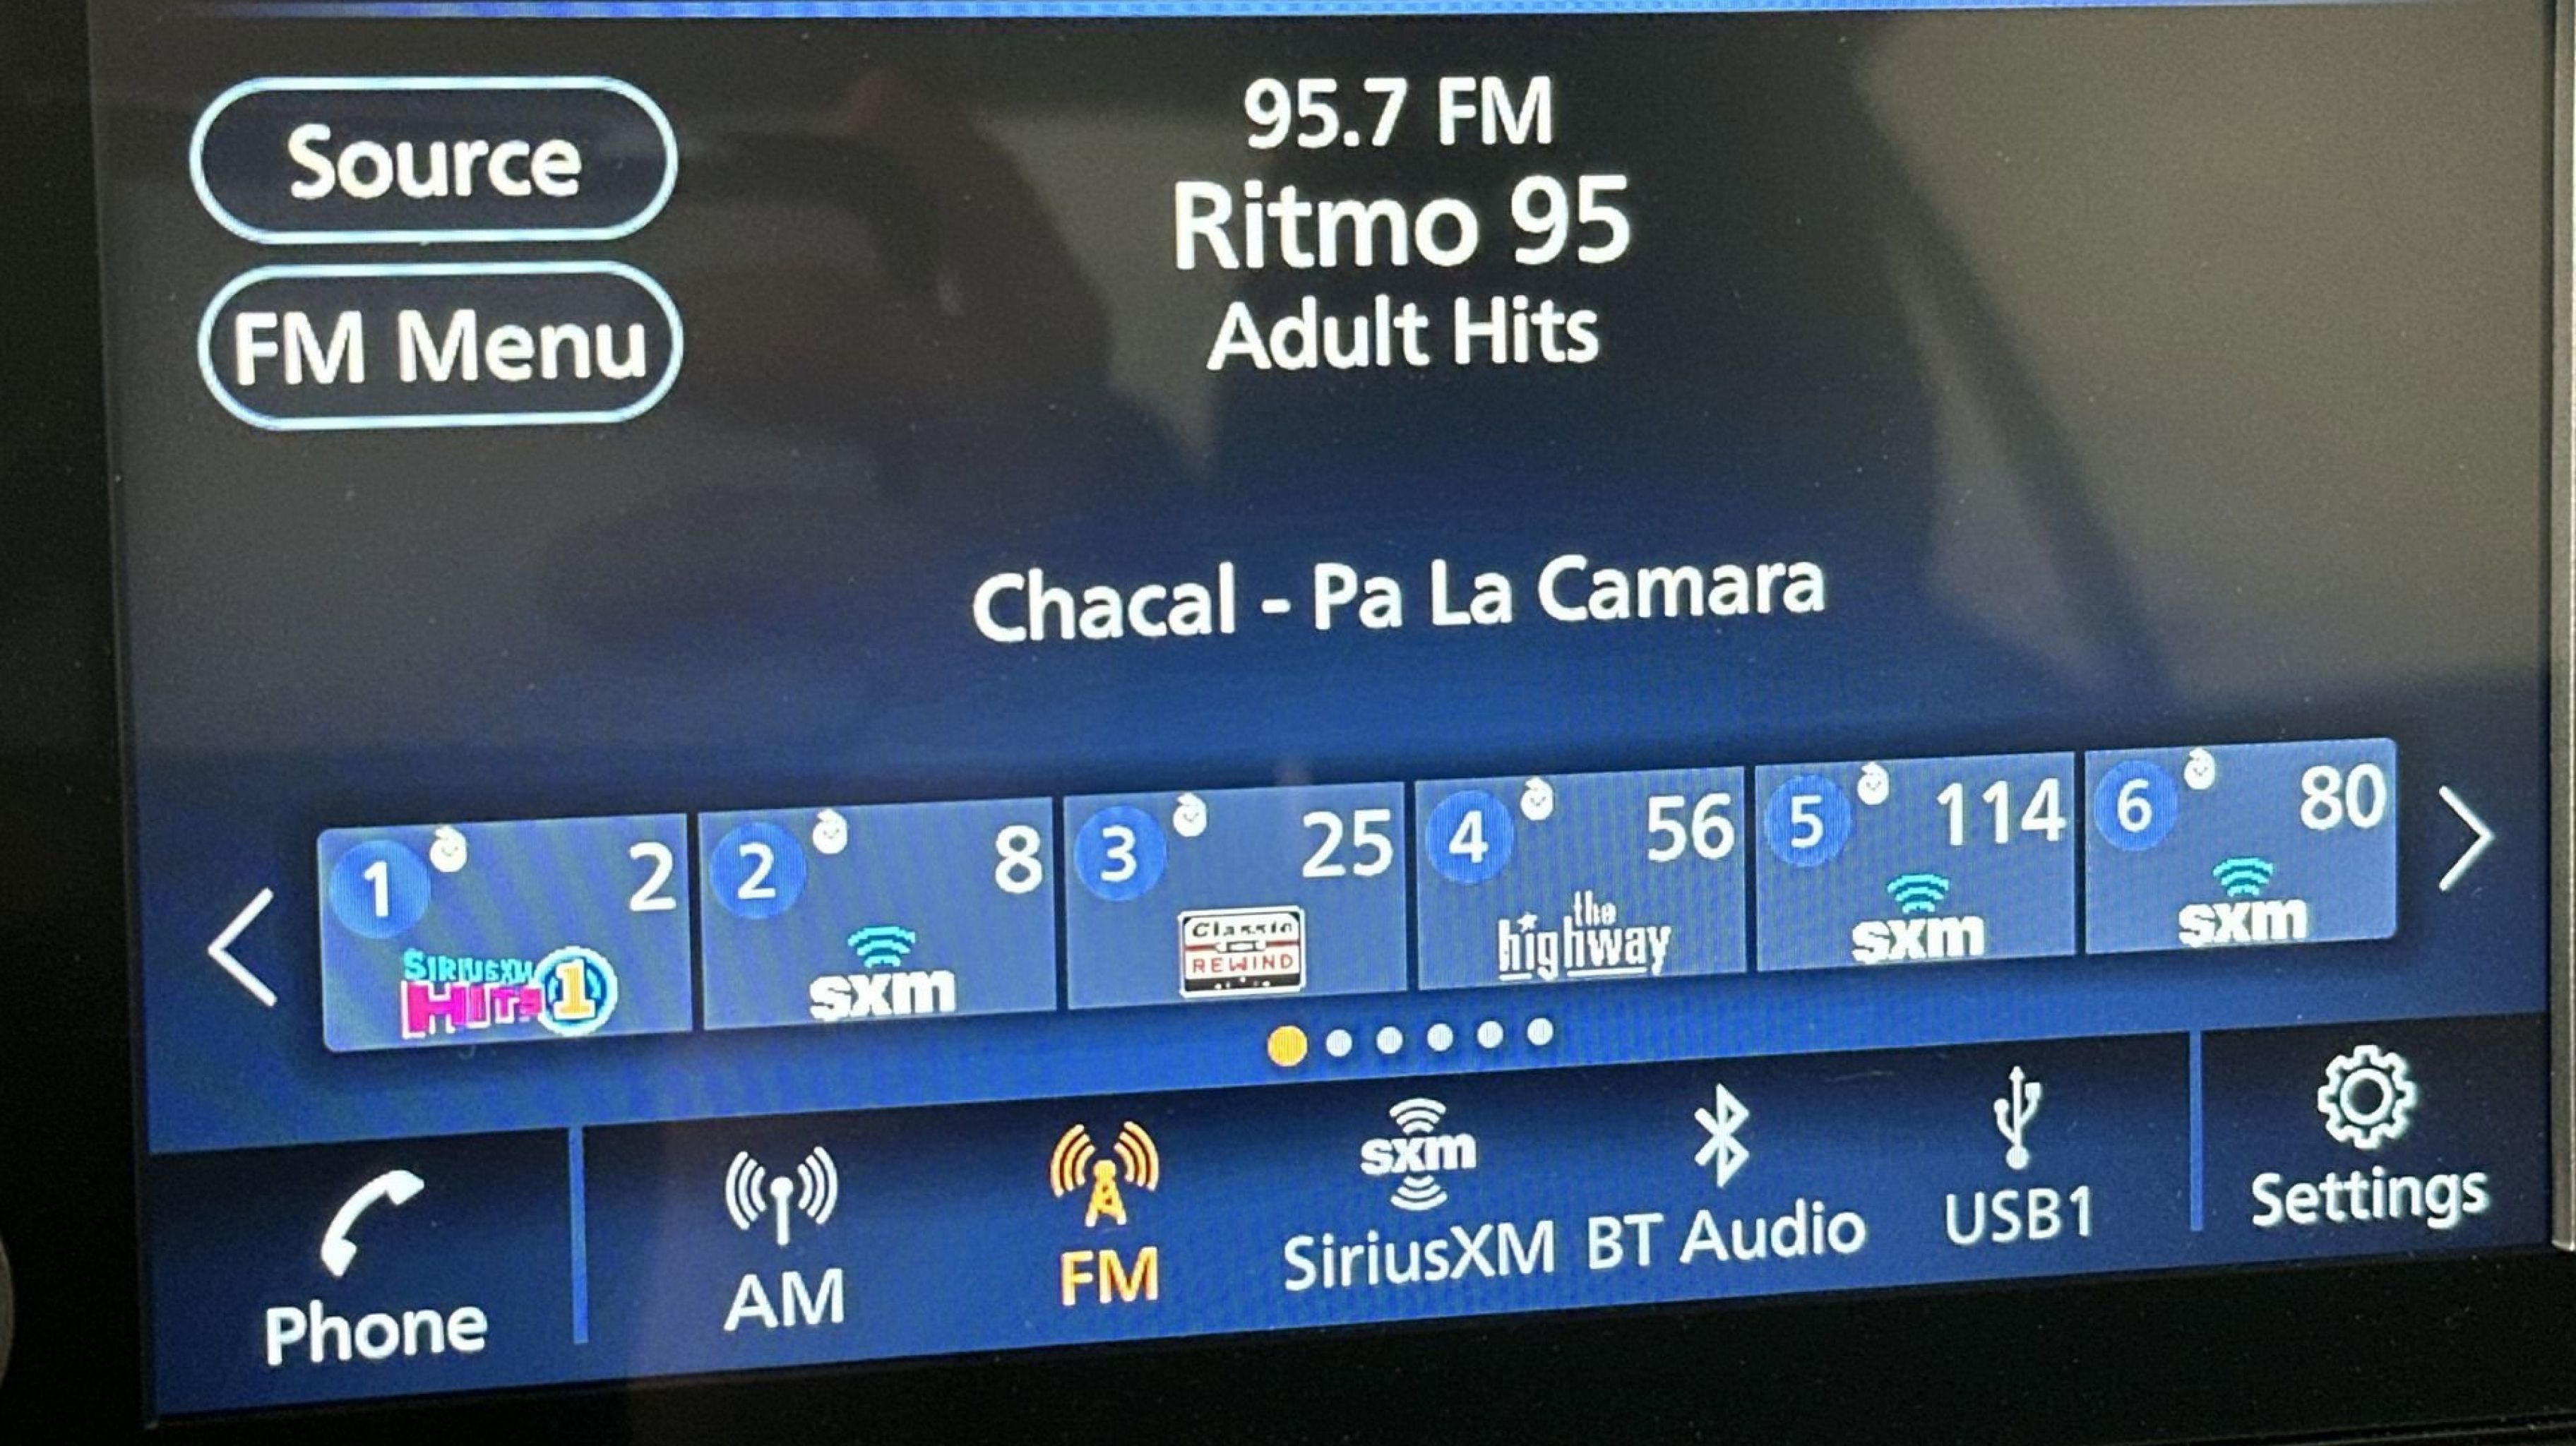 95.7 FM
Source
Ritmo 95
FM Menu
Adult Hits
Chacal - Pa La Camara
1 2
SIRIUSXM
HITS 1
2 8
sxm
3 25
Classic
REWIND
4 56
the
highway
5 114
sxm
6 80
sxm
Phone
AM
FM
sxm
SiriusXM
BT Audio
USB1
Settings